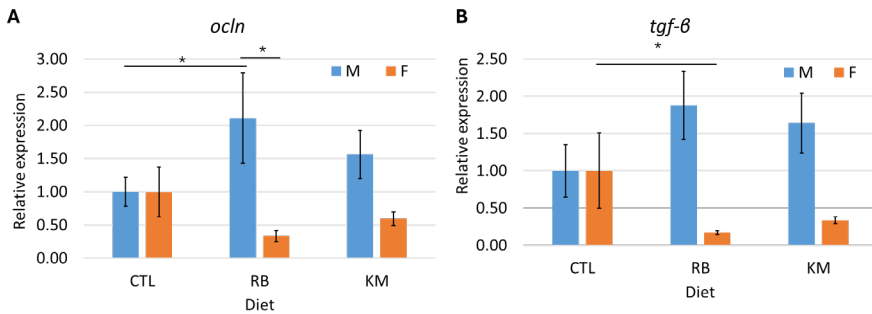 A
ocln
* *
M F
3.00
2.50
2.00
1.50
1.00
0.50
0.00
Relative expression
CTL RB KM
Diet
B
tgf-β
*
M F
2.50
2.00
1.50
1.00
0.50
0.00
Relative expression
CTL RB KM
Diet